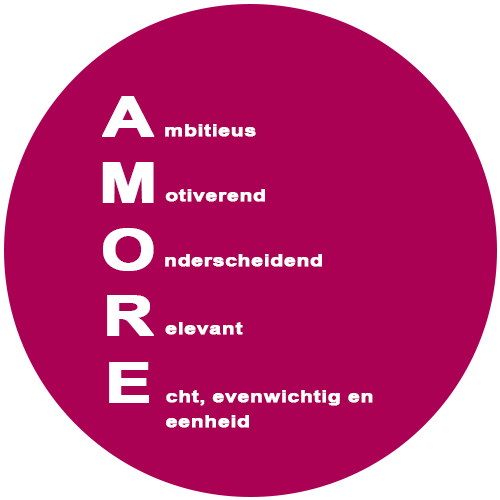 Ambitieus
Motiverend
Onderscheidend
Relevant
Echt, evenwichtig en
eenheid